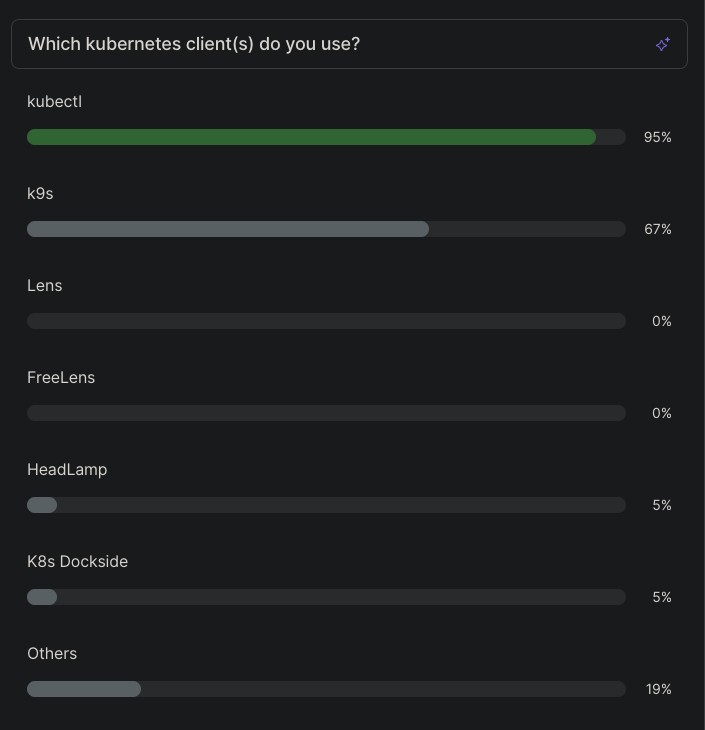 Which kubernetes client(s) do you use?
kubectl
95%
k9s
67%
Lens
0%
FreeLens
0%
HeadLamp
5%
K8s Dockside
5%
Others
19%